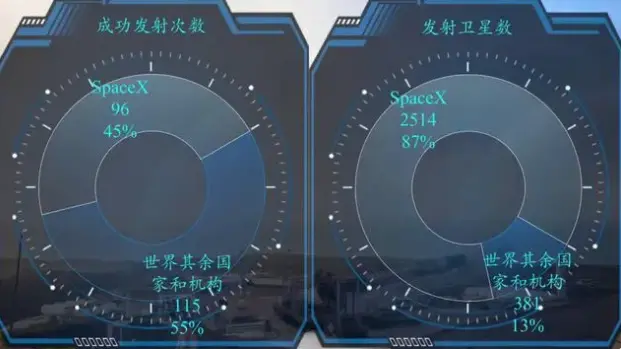 成功发射次数
SpaceX
96
45%
世界其余国
家和机构
115
55%
发射卫星数
SpaceX
2514
87%
世界其余国
家和机构
381
13%